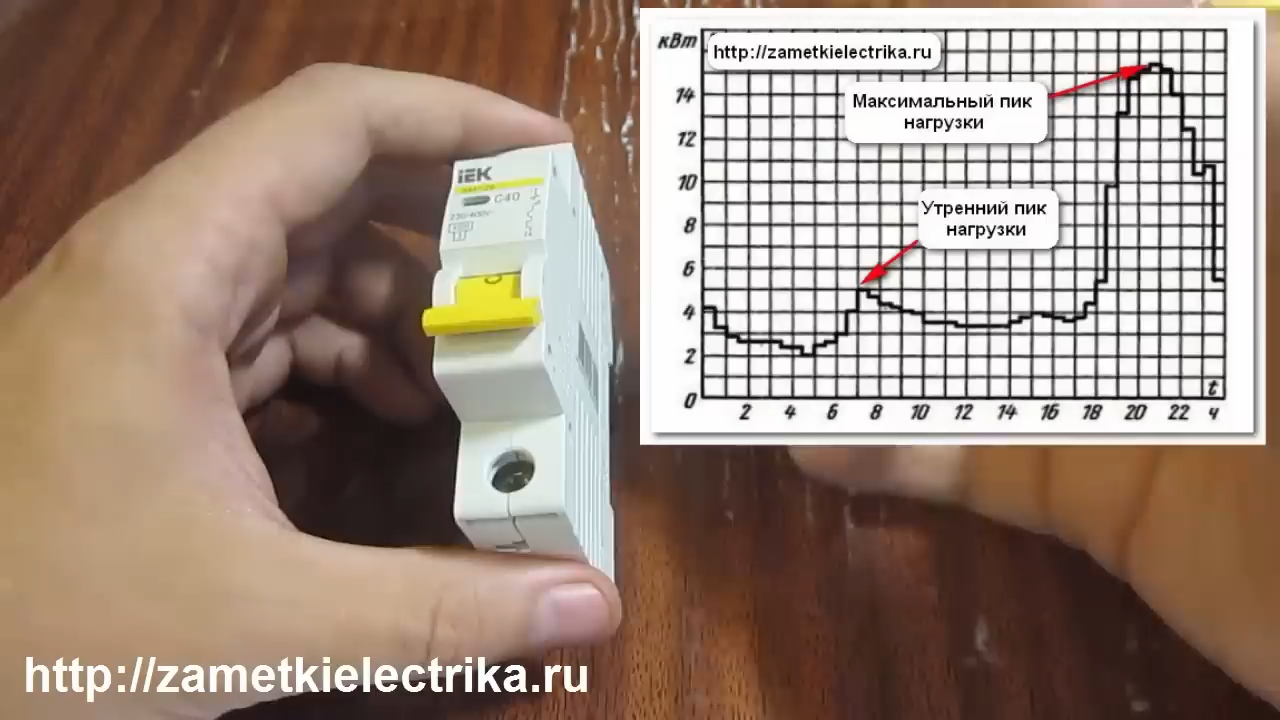 IEK
C40
230/400V~
http://zametkielectrika.ru
кВт
Максимальный пик
нагрузки
Утренний пик
нагрузки
14
12
10
8
6
4
2
0
2 4 6 8 10 12 14 16 18 20 22 ч
t
http://zametkielectrika.ru